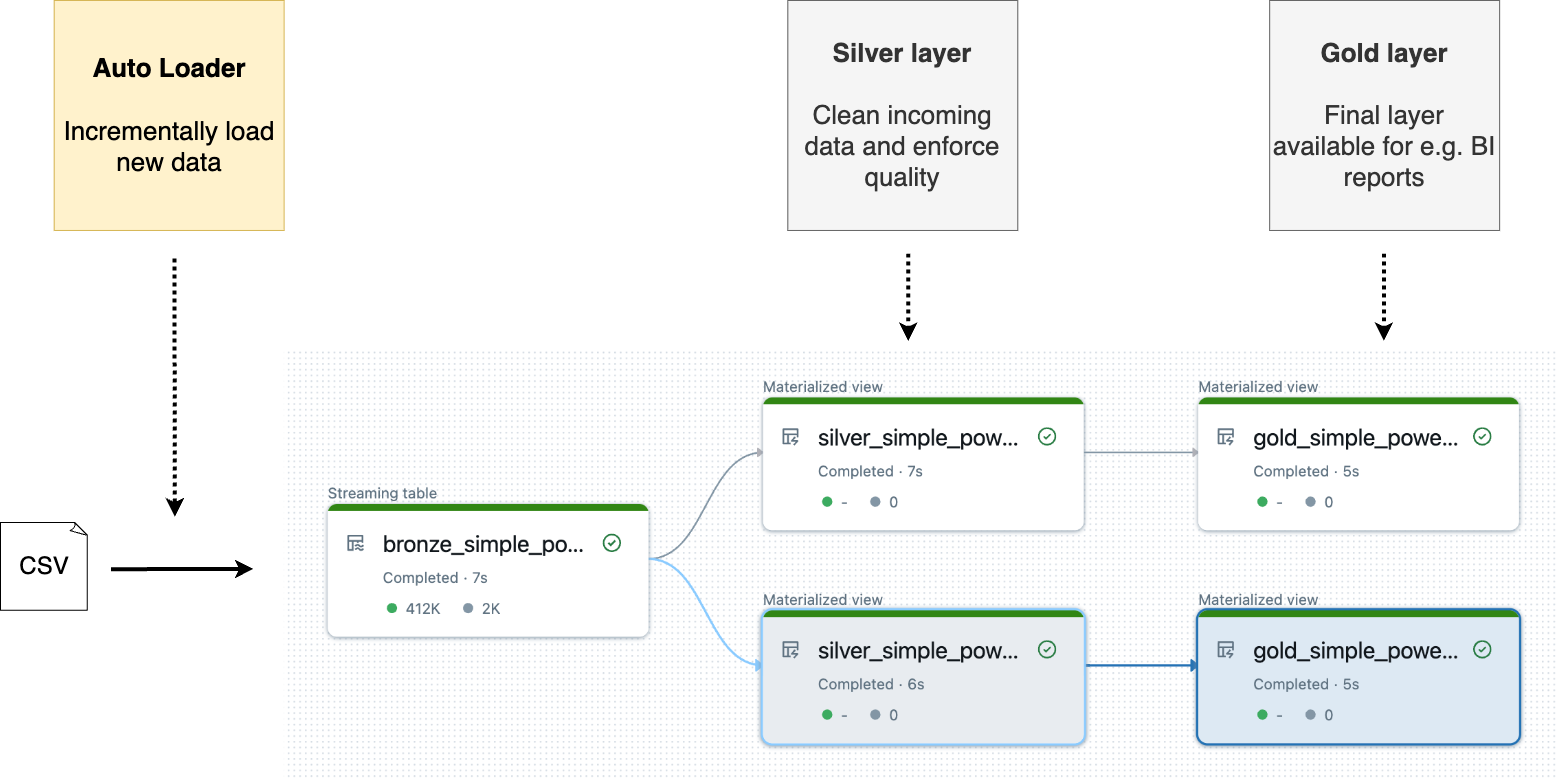 Auto Loader
Incrementally load
new data
Silver layer
Clean incoming
data and enforce
quality
Gold layer
Final layer
available for e.g. BI
reports
CSV
Streaming table
bronze_simple_po...
Completed · 7s
412K 2K
Materialized view
silver_simple_pow...
Completed · 7s
- 0
Materialized view
gold_simple_powe...
Completed · 5s
- 0
Materialized view
silver_simple_pow...
Completed · 6s
- 0
Materialized view
gold_simple_powe...
Completed · 5s
- 0